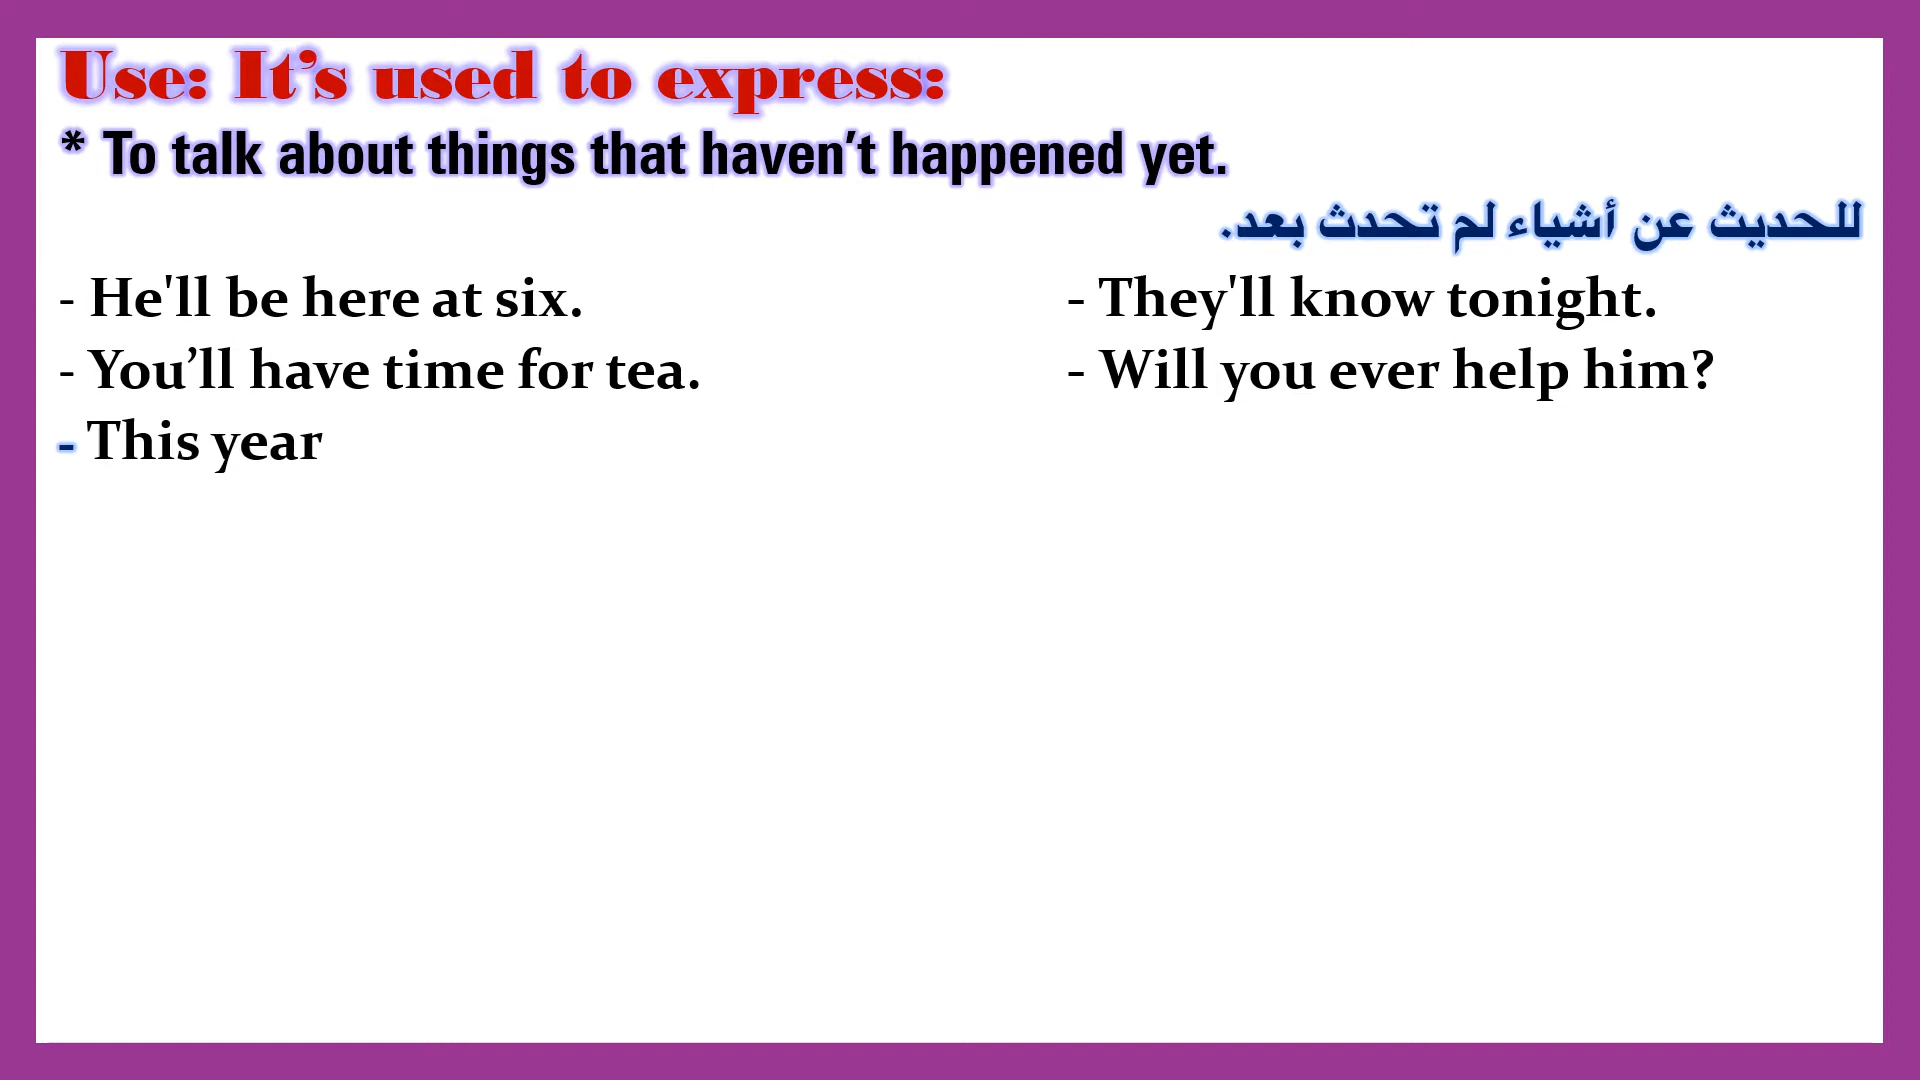 Use: It’s used to express:
* To talk about things that haven’t happened yet.
للحديث عن أشياء لم تحدث بعد.
- He'll be here at six. - They'll know tonight.
- You’ll have time for tea. - Will you ever help him?
- This year